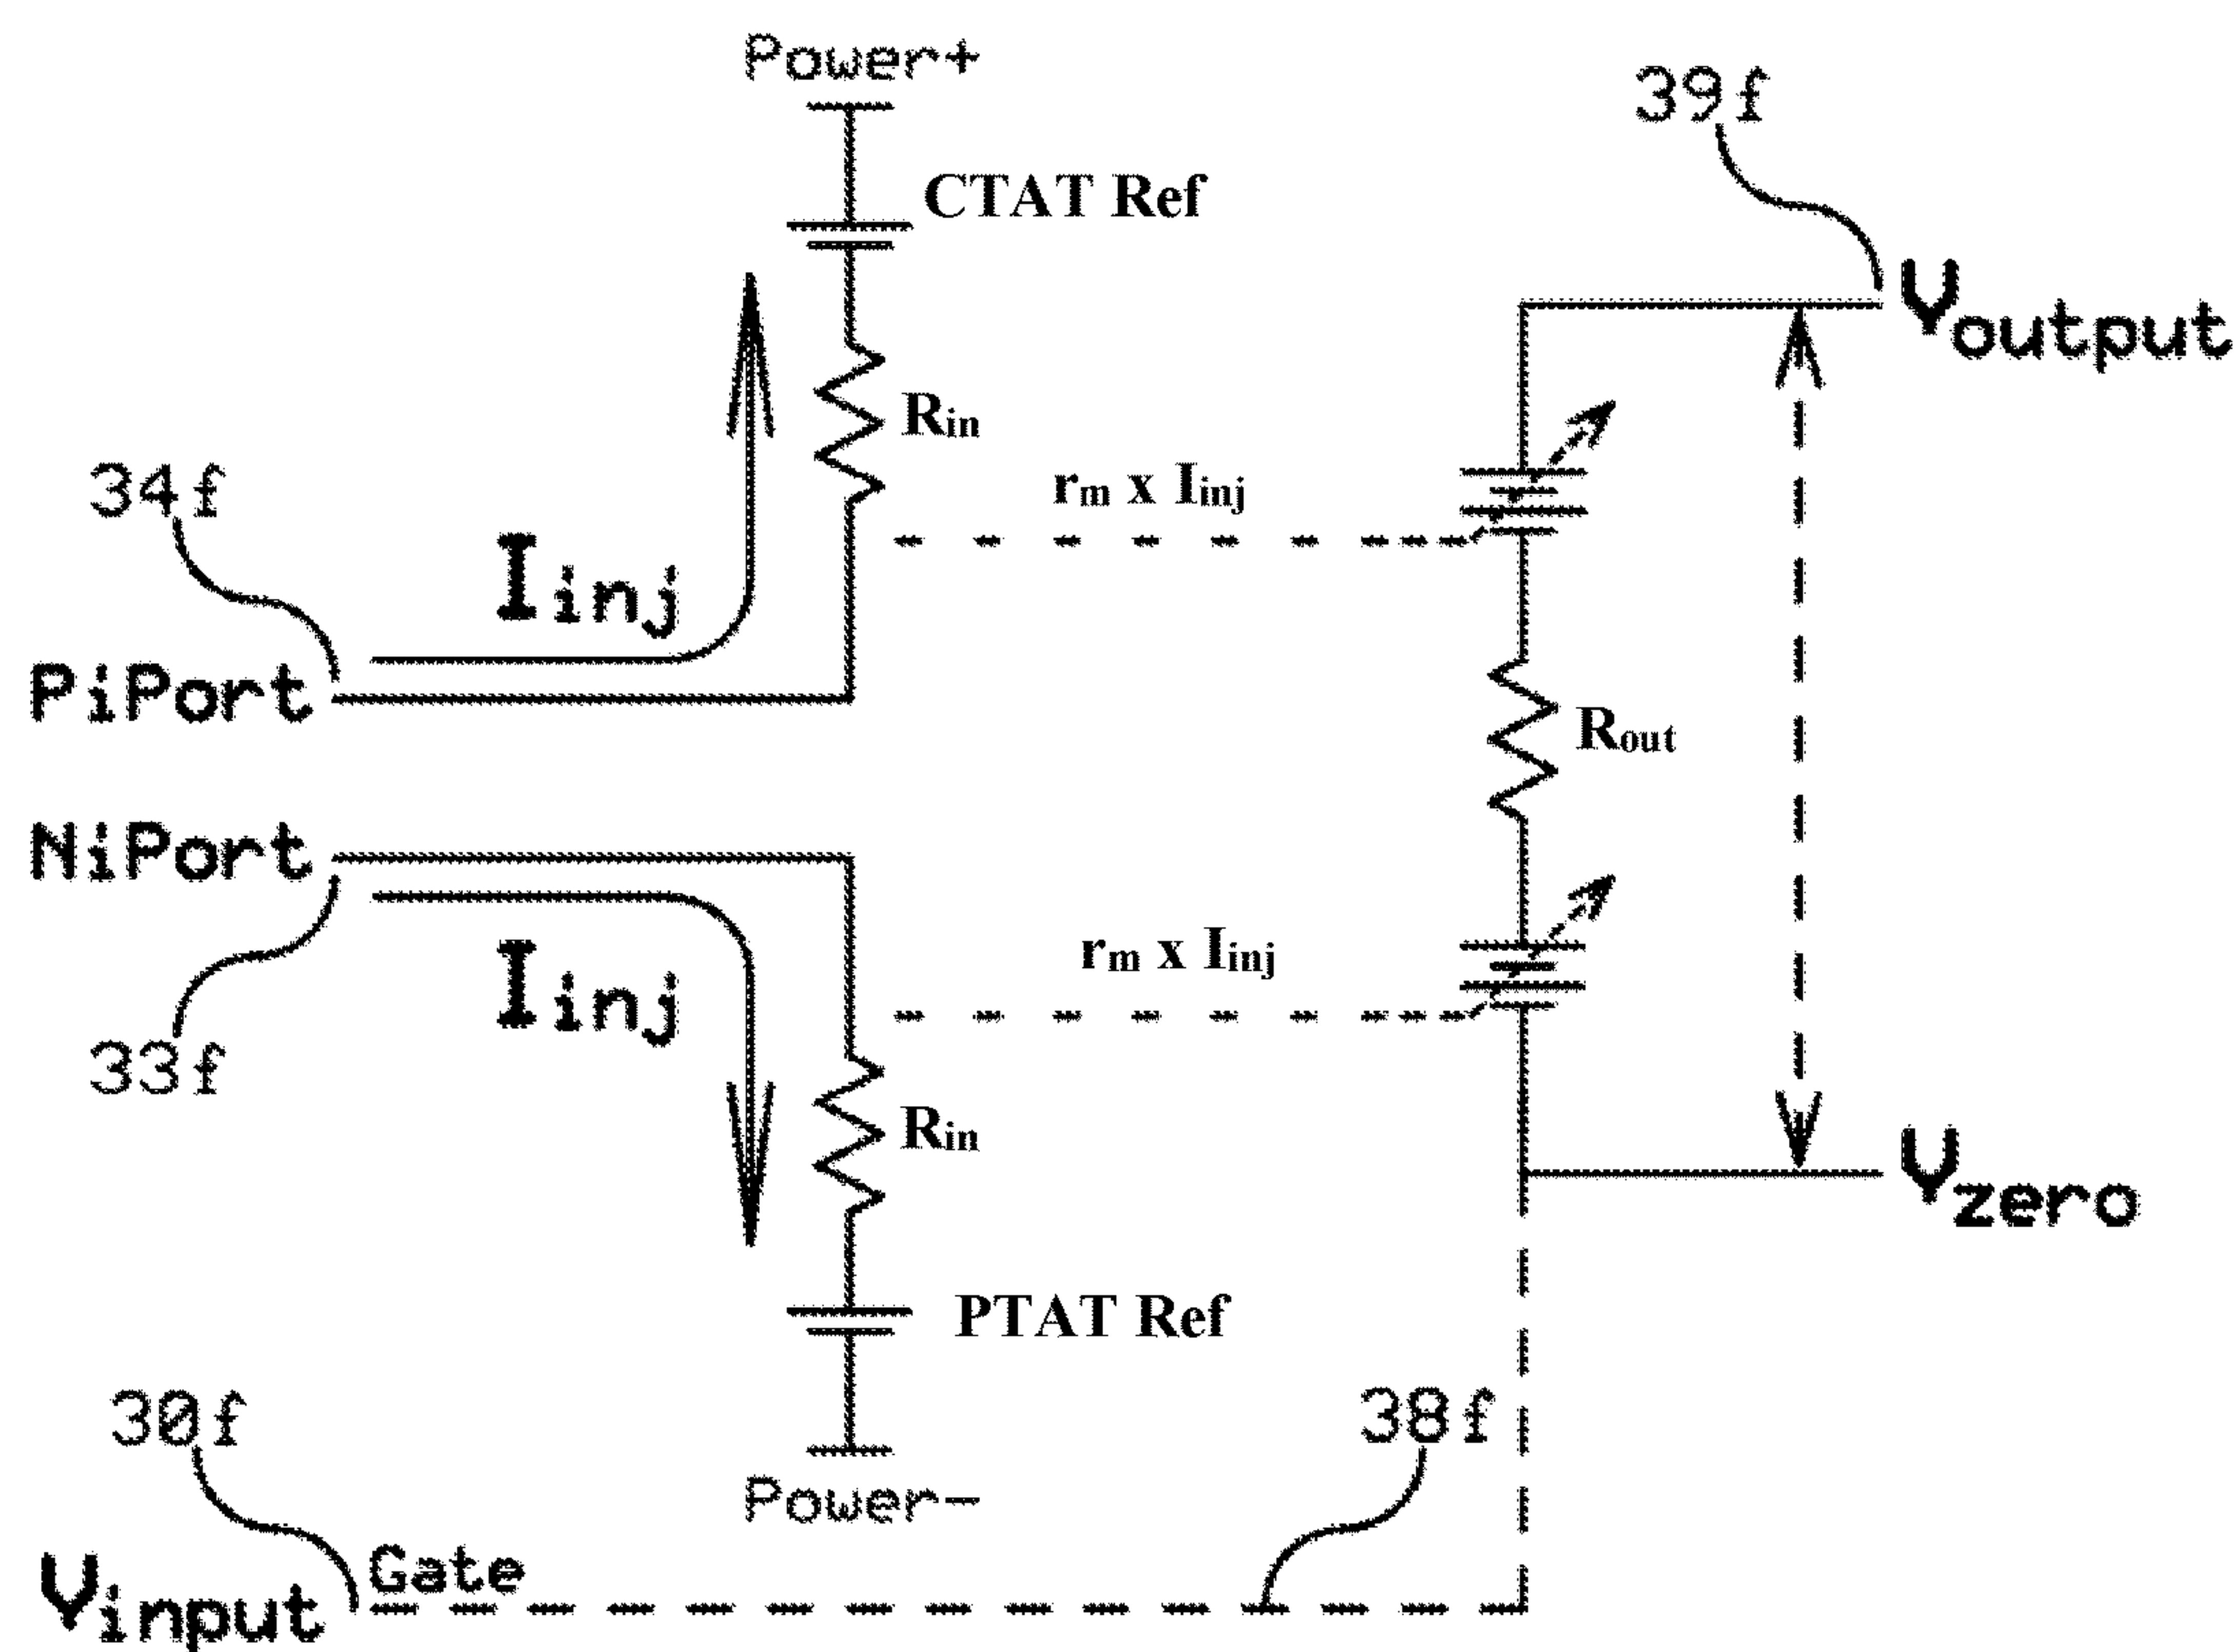 Power+
39f
CTAT Ref
Voutput
Rin
34f
rm x Iinj
Iinj
PiPort
Rout
NiPort
rm x Iinj
Iinj
33f
Rin
Vzero
PTAT Ref
30f
38f
Power-
Gate
Vinput